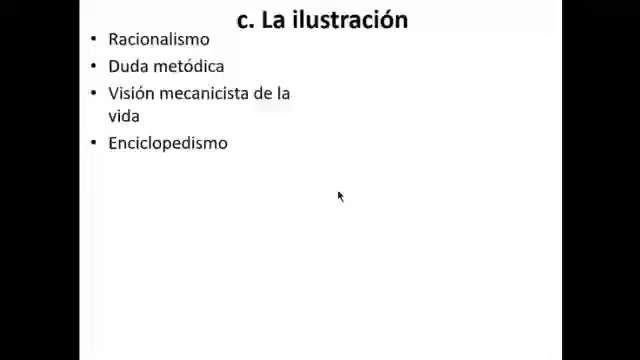 c. La ilustración
• Racionalismo
• Duda metódica
• Visión mecanicista de la
vida
• Enciclopedismo